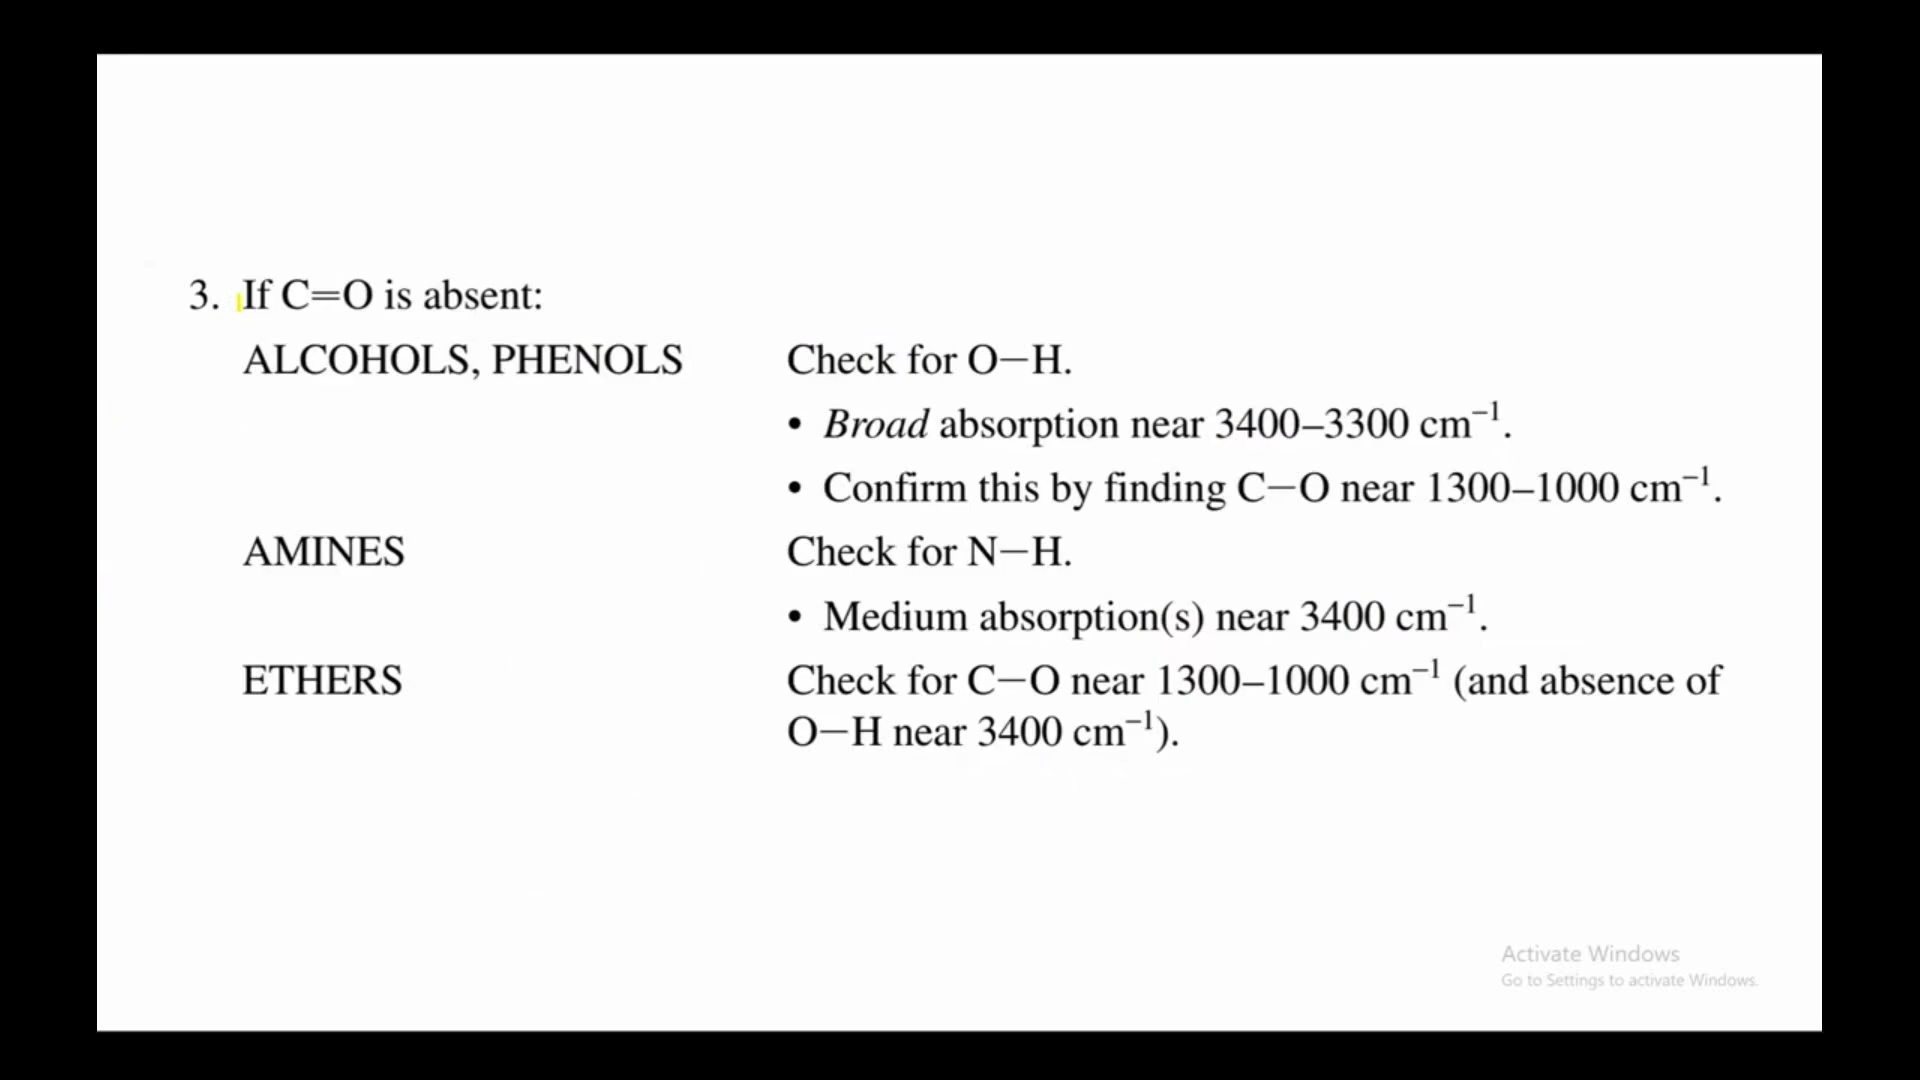 3. If C=O is absent:
ALCOHOLS, PHENOLS Check for O—H.
• Broad absorption near 3400–3300 cm⁻¹.
• Confirm this by finding C—O near 1300–1000 cm⁻¹.
AMINES Check for N—H.
• Medium absorption(s) near 3400 cm⁻¹.
ETHERS Check for C—O near 1300–1000 cm⁻¹ (and absence of
O—H near 3400 cm⁻¹).
Activate Windows
Go to Settings to activate Windows.